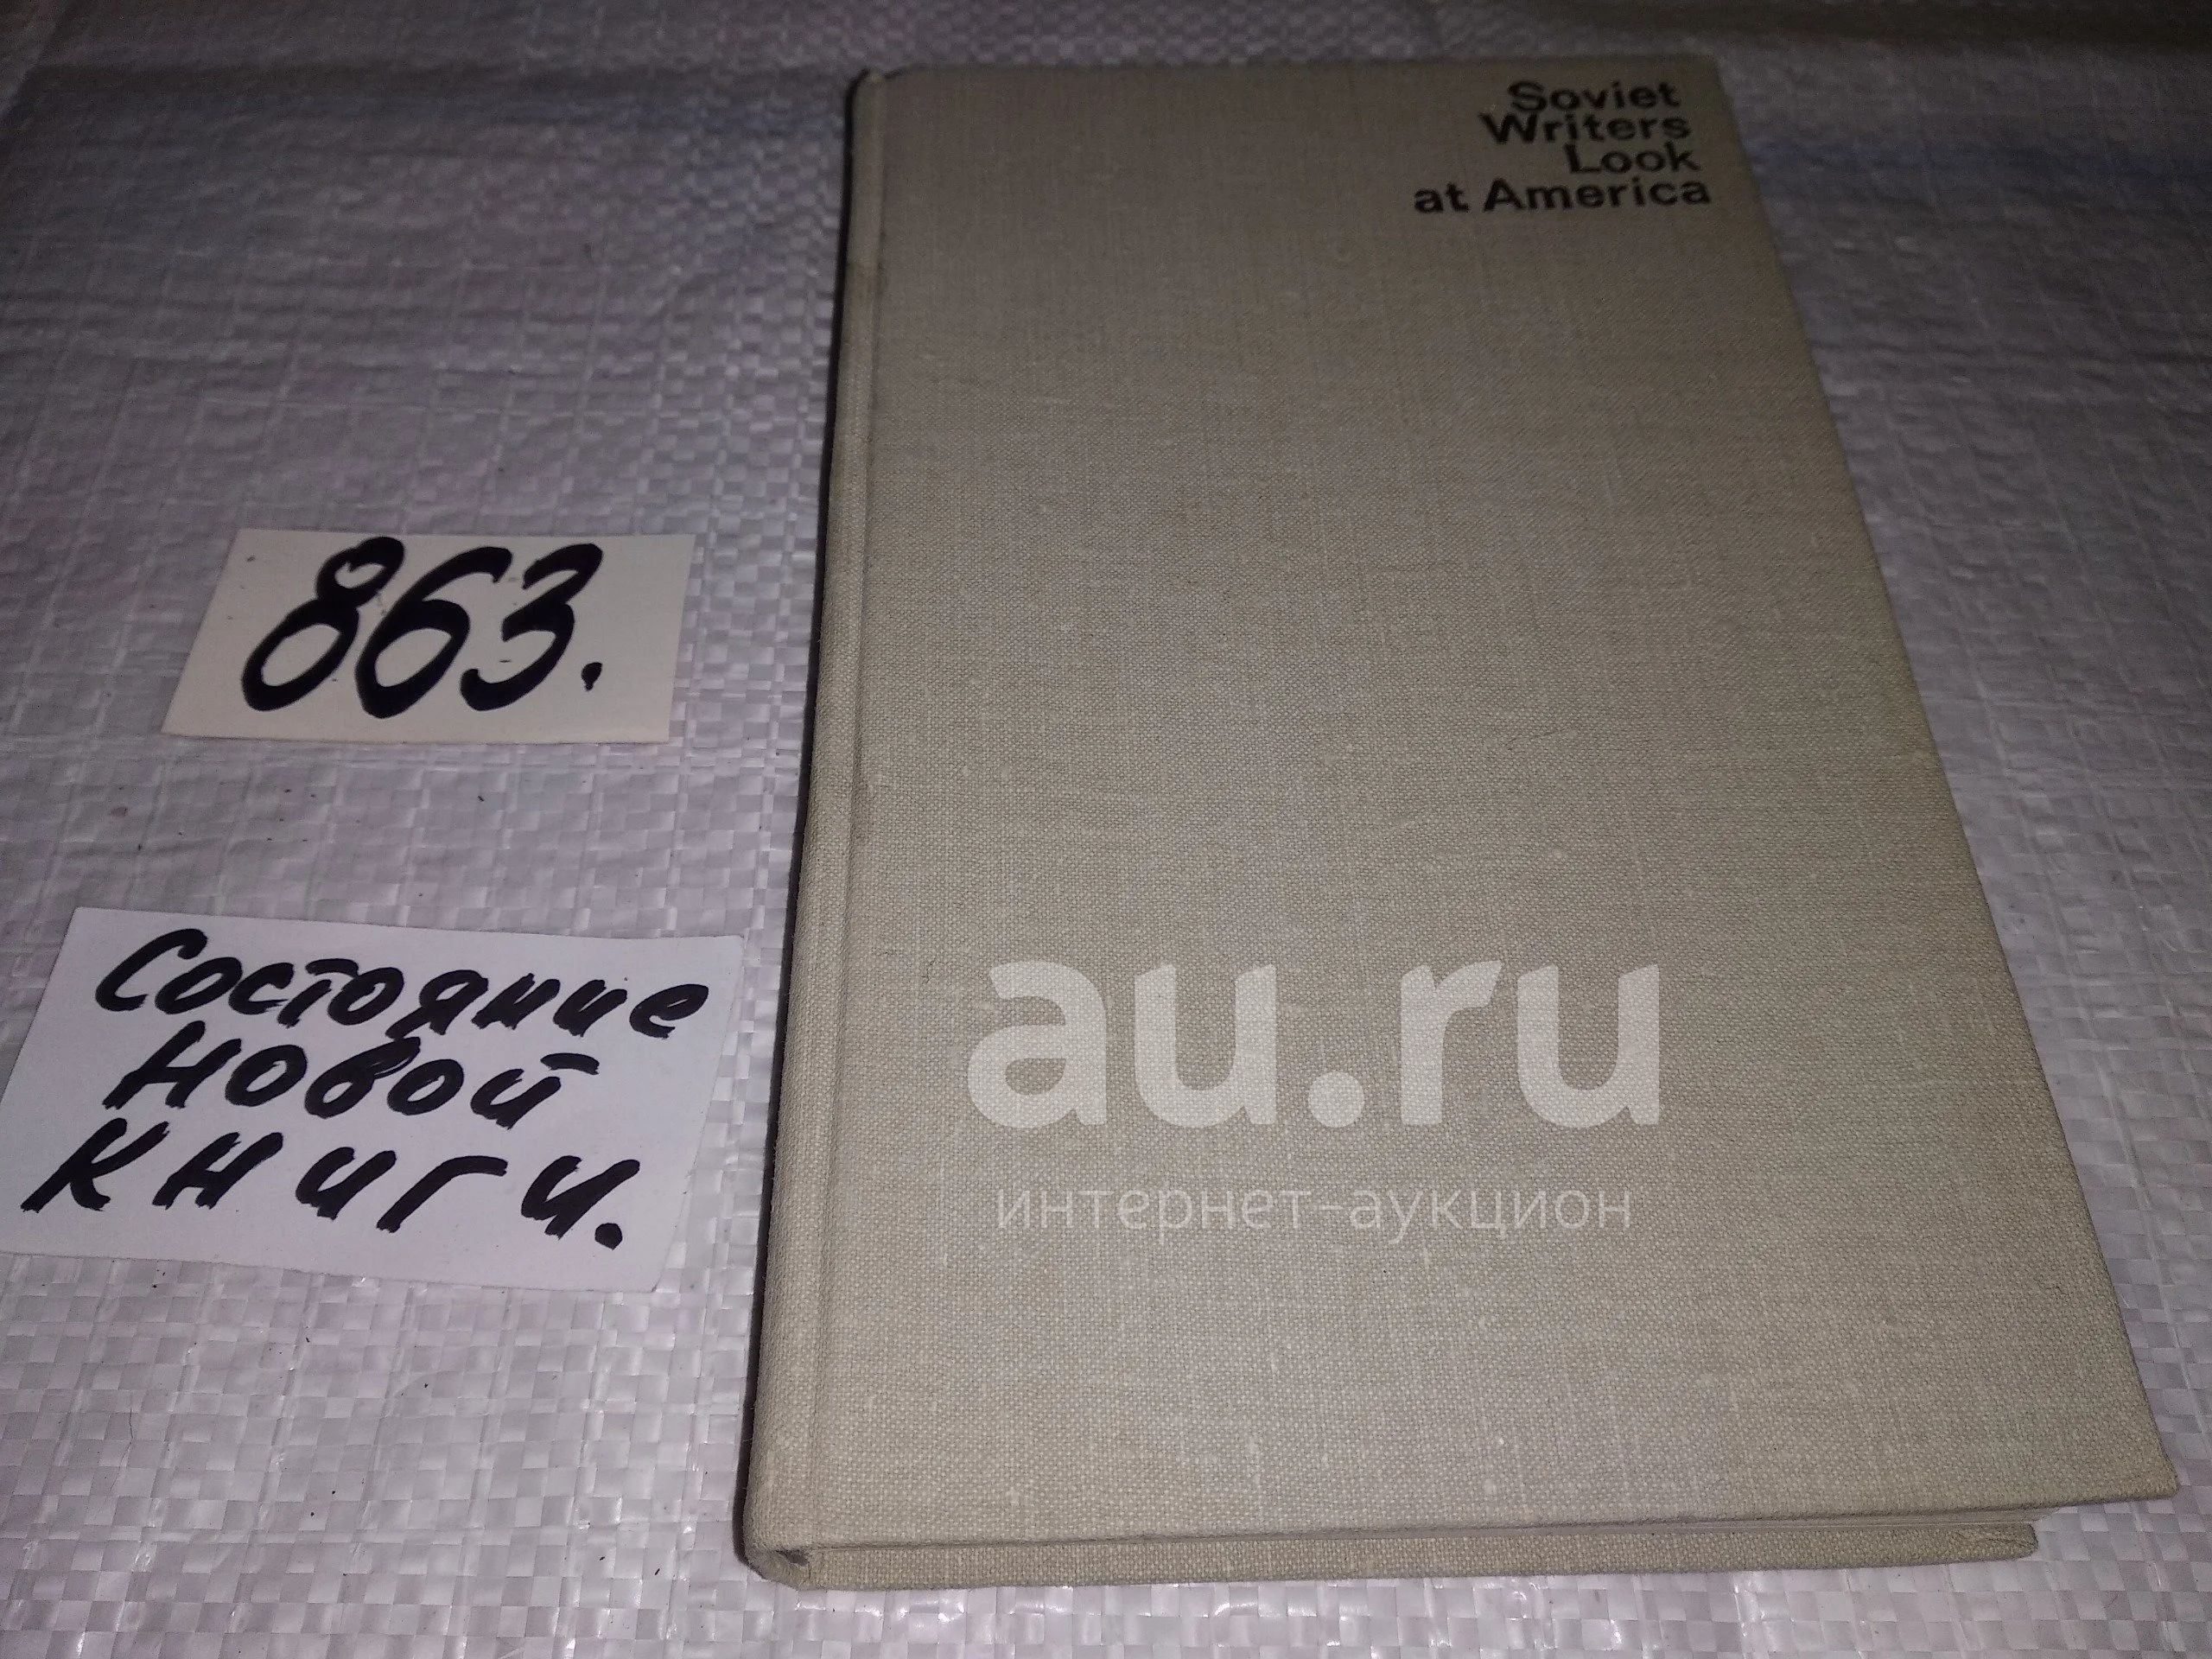 Soviet
Writers
Look
at America
863.
Состояние
новой
книги.
au.ru
интернет-аукцион